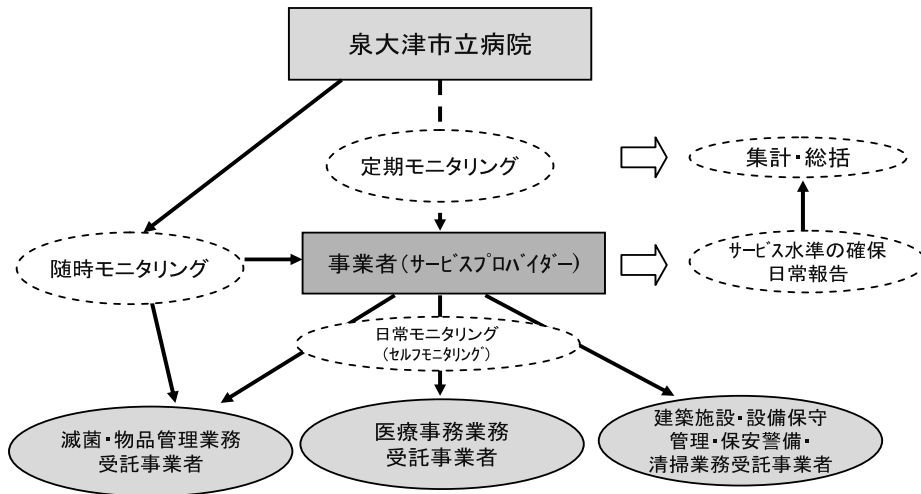 泉大津市立病院
定期モニタリング
集計・総括
随時モニタリング
事業者(サービスプロバイダー)
サービス水準の確保
日常報告
日常モニタリング
(セルフモニタリング)
滅菌・物品管理業務
受託事業者
医療事務業務
受託事業者
建築施設・設備保守
管理・保安警備・
清掃業務受託事業者